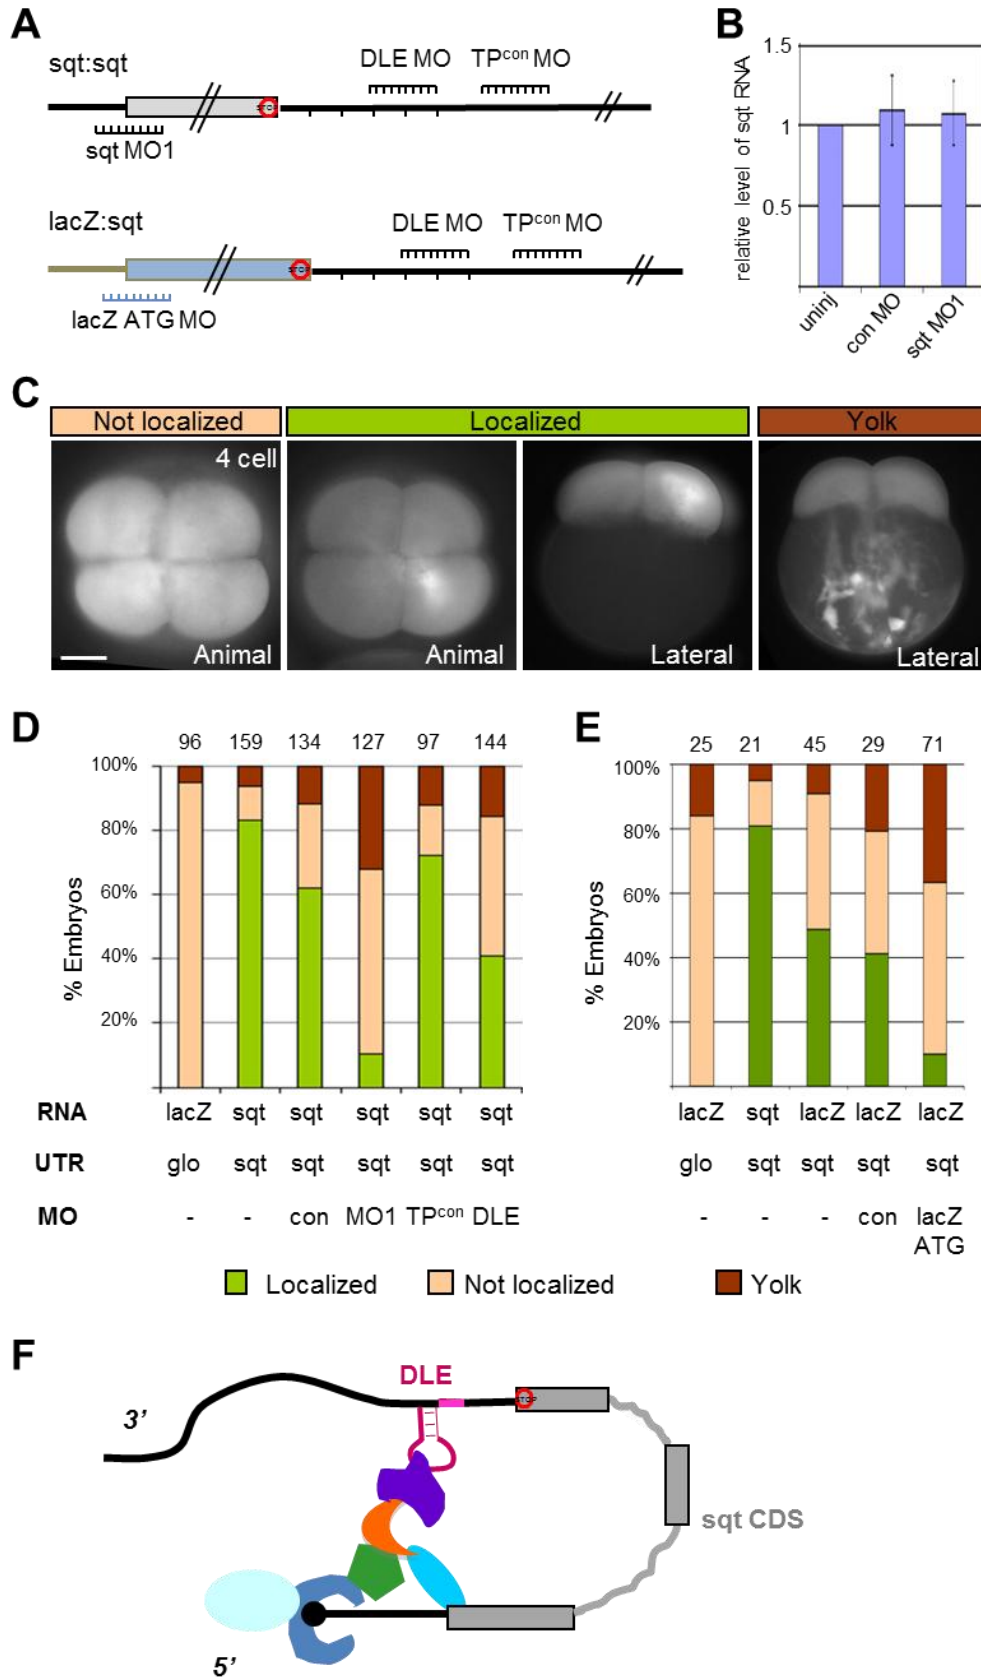 A
sqt:sqt
DLE MO
TPcon MO
STOP
sqt MO1
lacZ:sqt
DLE MO
TPcon MO
STOP
lacZ ATG MO
B
relative level of sqt RNA
1.5
1
0.5
uninj
con MO
sqt MO1
C
Not localized
Localized
Yolk
4 cell
Animal
Animal
Lateral
Lateral
D
96 159 134 127 97 144
% Embryos
100%
80%
60%
40%
20%
RNA lacZ sqt sqt sqt sqt sqt
UTR glo sqt sqt sqt sqt sqt
MO - - con MO1 TPcon DLE
E
25 21 45 29 71
% Embryos
100%
80%
60%
40%
20%
lacZ sqt lacZ lacZ lacZ
glo sqt sqt sqt sqt
- - - con lacZ
ATG
Localized Not localized Yolk
F
DLE
STOP
3’
sqt CDS
5’